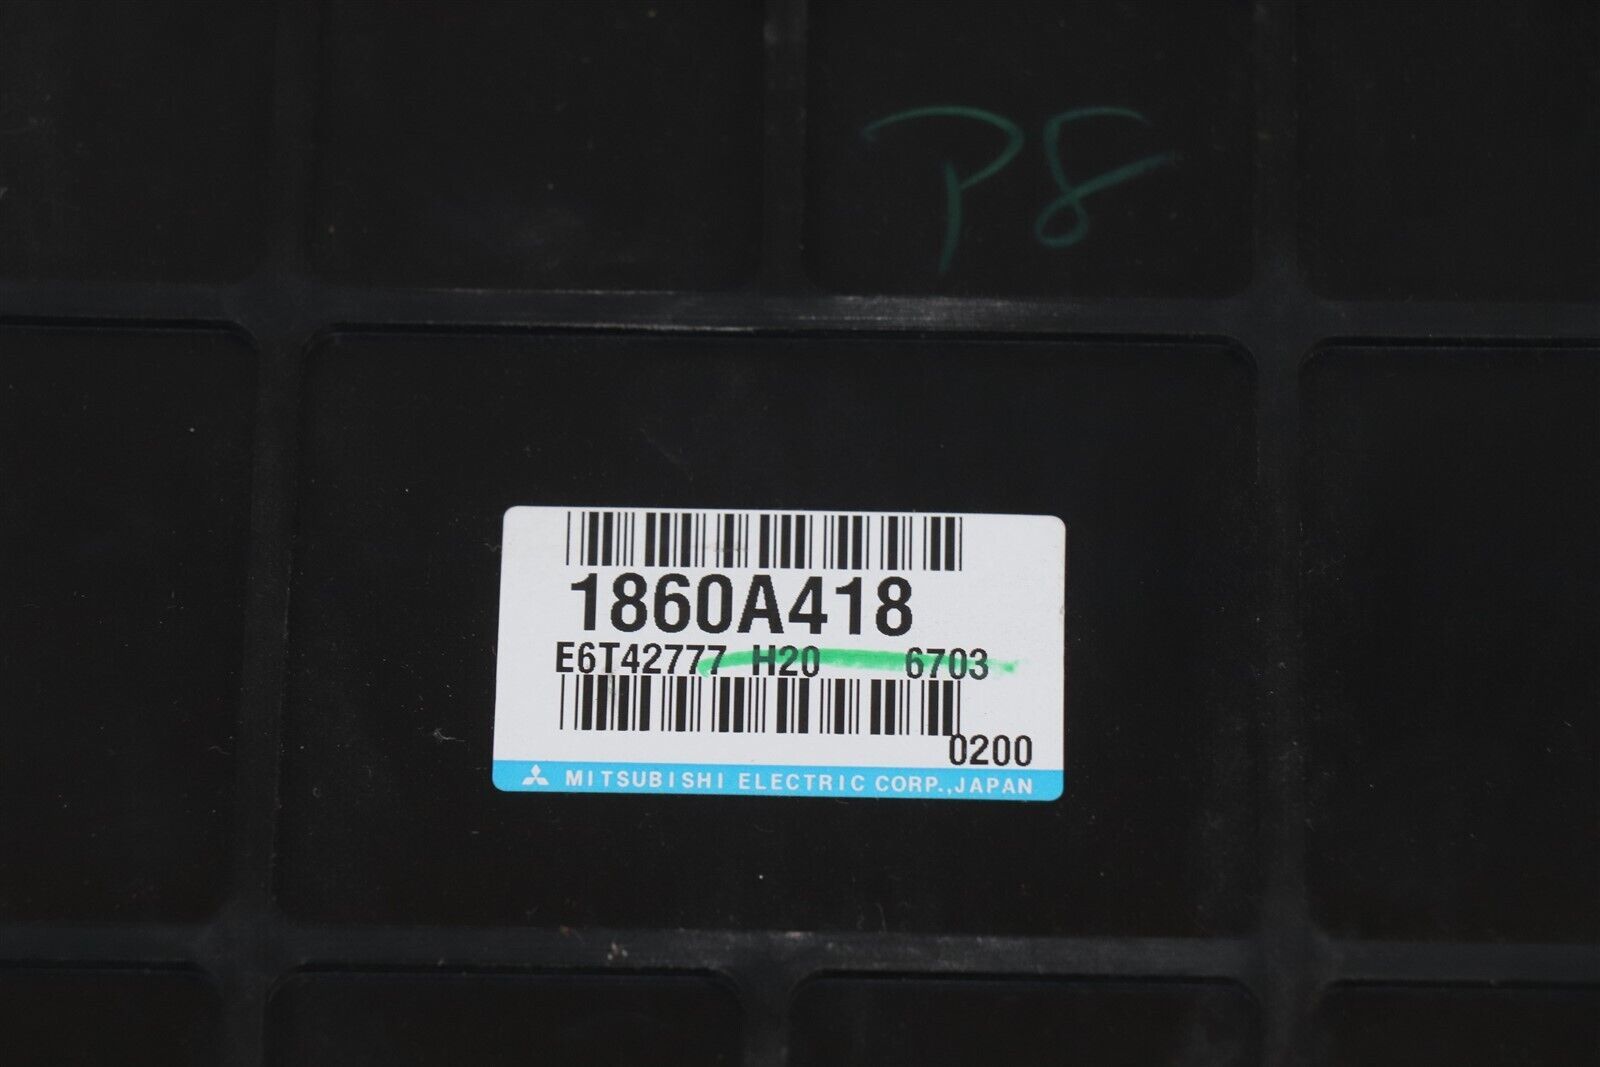 P8
1860A418
E6T42777 H20 6703
0200
MITSUBISHI ELECTRIC CORP.,JAPAN